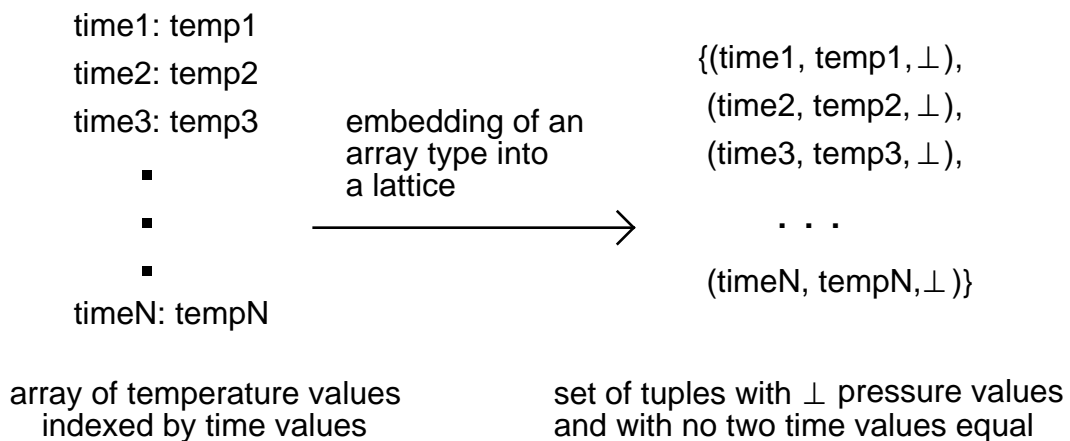 time1: temp1
time2: temp2
time3: temp3
.
.
.
timeN: tempN
embedding of an
array type into
a lattice
{(time1, temp1,⊥),
(time2, temp2,⊥),
(time3, temp3,⊥),
. . .
(timeN, tempN,⊥)}
array of temperature values
indexed by time values
set of tuples with ⊥ pressure values
and with no two time values equal